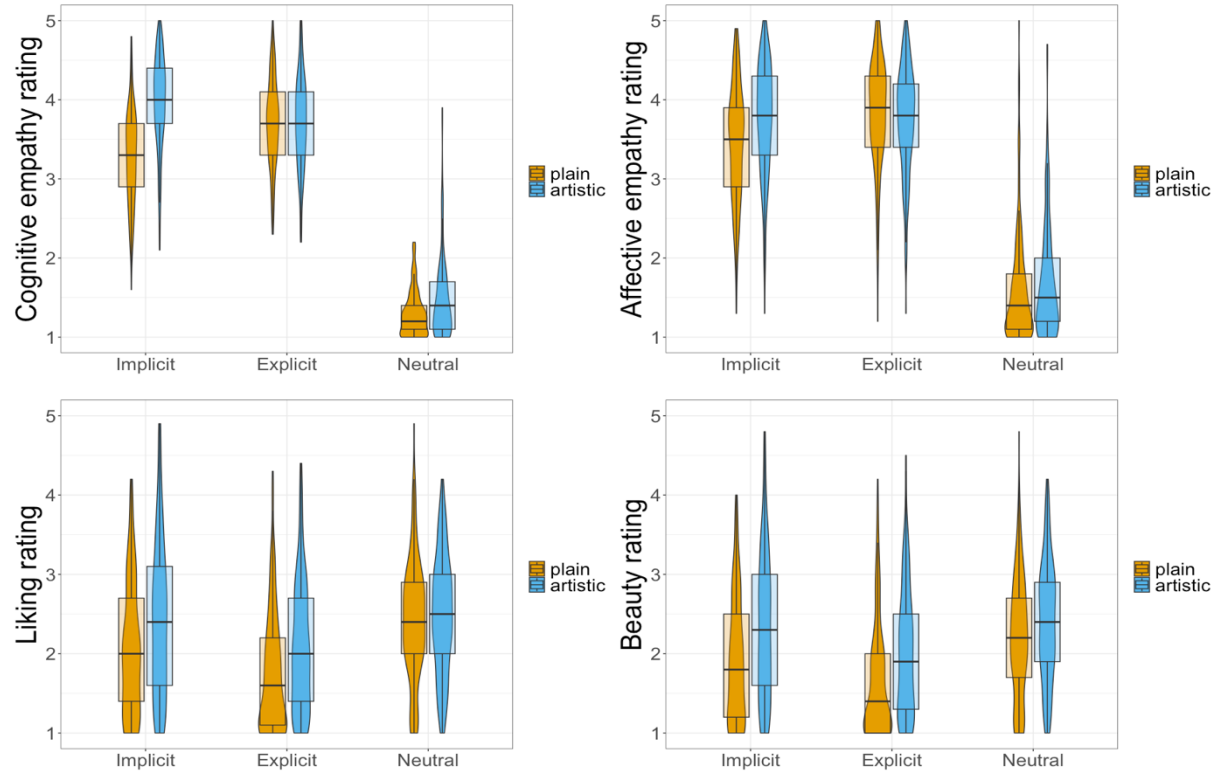 Cognitive empathy rating
5
4
3
2
1
Implicit Explicit Neutral
plain
artistic
Affective empathy rating
5
4
3
2
1
Implicit Explicit Neutral
plain
artistic
Liking rating
5
4
3
2
1
Implicit Explicit Neutral
plain
artistic
Beauty rating
5
4
3
2
1
Implicit Explicit Neutral
plain
artistic